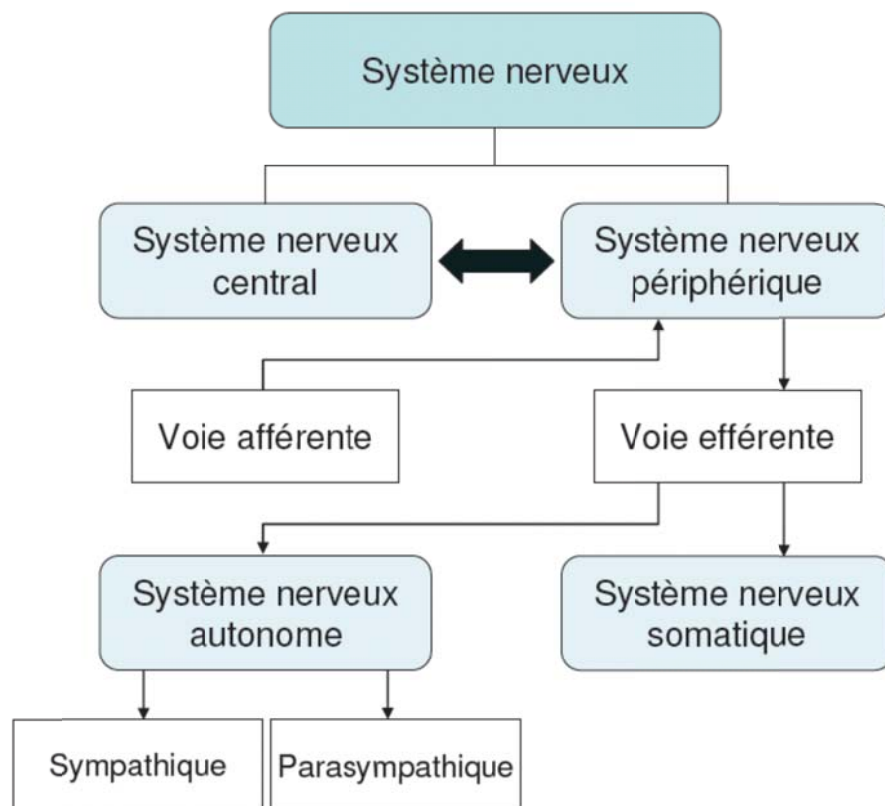 Système nerveux
Système nerveux
central
Système nerveux
périphérique
Voie afférente
Voie efférente
Système nerveux
autonome
Système nerveux
somatique
Sympathique
Parasympathique